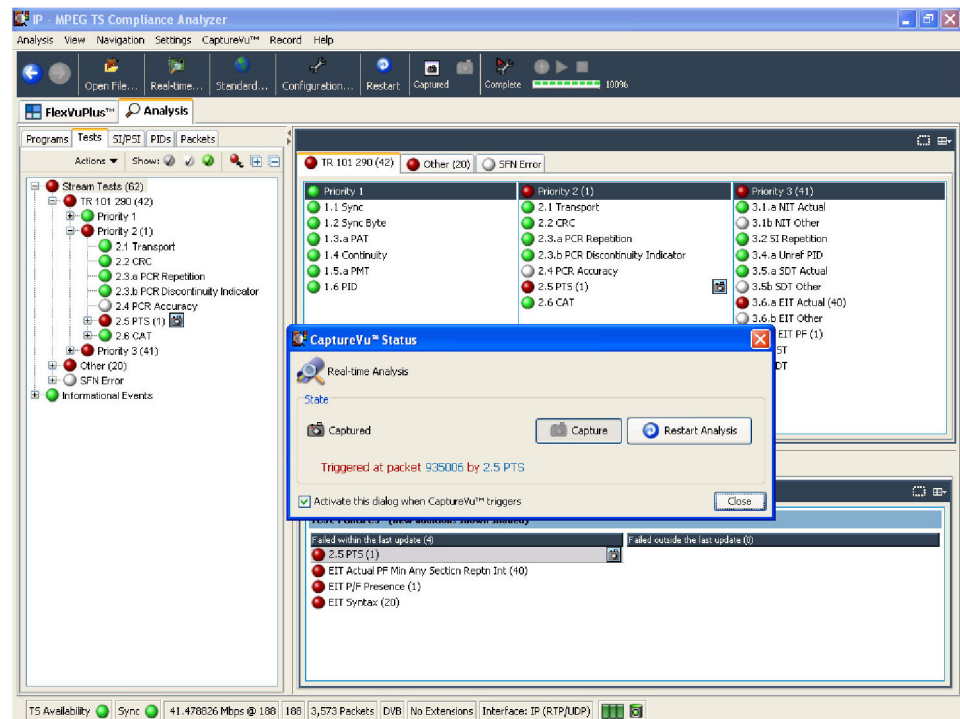 IP - MPEG TS Compliance Analyzer
Analysis View Navigation Settings CaptureVu™ Record Help
Open File... Real-time... Standard... Configuration... Restart Captured Complete 100%
FlexVuPlus™ Analysis
Programs Tests SI/PSI PIDs Packets
Actions Show:
Stream Tests (62)
TR 101 290 (42)
Priority 1
Priority 2 (1)
2.1 Transport
2.2 CRC
2.3.a PCR Repetition
2.3.b PCR Discontinuity Indicator
2.4 PCR Accuracy
2.5 PTS (1)
2.6 CAT
Priority 3 (41)
Other (20)
SFN Error
Informational Events
TR 101 290 (42) Other (20) SFN Error
Priority 1
1.1 Sync
1.2 Sync Byte
1.3.a PAT
1.4 Continuity
1.5.a PMT
1.6 PID
Priority 2 (1)
2.1 Transport
2.2 CRC
2.3.a PCR Repetition
2.3.b PCR Discontinuity Indicator
2.4 PCR Accuracy
2.5 PTS (1)
2.6 CAT
Priority 3 (41)
3.1.a NIT Actual
3.1b NIT Other
3.2 SI Repetition
3.4.a Unref PID
3.5.a SDT Actual
3.5b SDT Other
3.6.a EIT Actual (40)
3.6.b EIT Other
EIT PF (1)
ST
DT
CaptureVu™ Status
Real-time Analysis
State
Captured
Capture
Restart Analysis
Triggered at packet 935006 by 2.5 PTS
Activate this dialog when CaptureVu™ triggers
Close
Failed within the last update (4)
2.5 PTS (1)
EIT Actual PF Min Any Section Reptn Int (40)
EIT P/F Presence (1)
EIT Syntax (20)
Failed outside the last update (0)
TS Availability Sync 41.478826 Mbps @ 188 188 3,573 Packets DVB No Extensions Interface: IP (RTP/UDP)